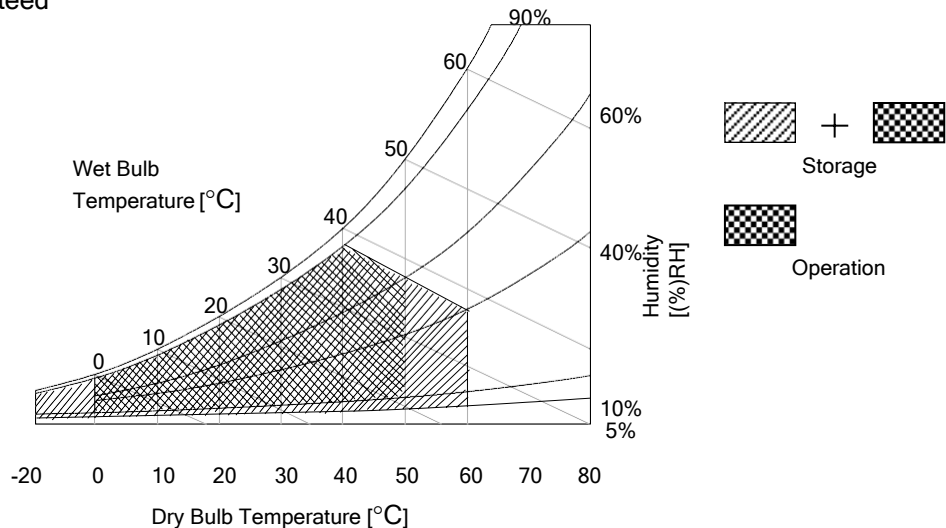 teed
90%
60
60%
50
Wet Bulb
Temperature [°C]
+
Storage
40
40%
30
Humidity
[(%)RH]
Operation
20
10
0
10%
5%
-20 0 10 20 30 40 50 60 70 80
Dry Bulb Temperature [°C]